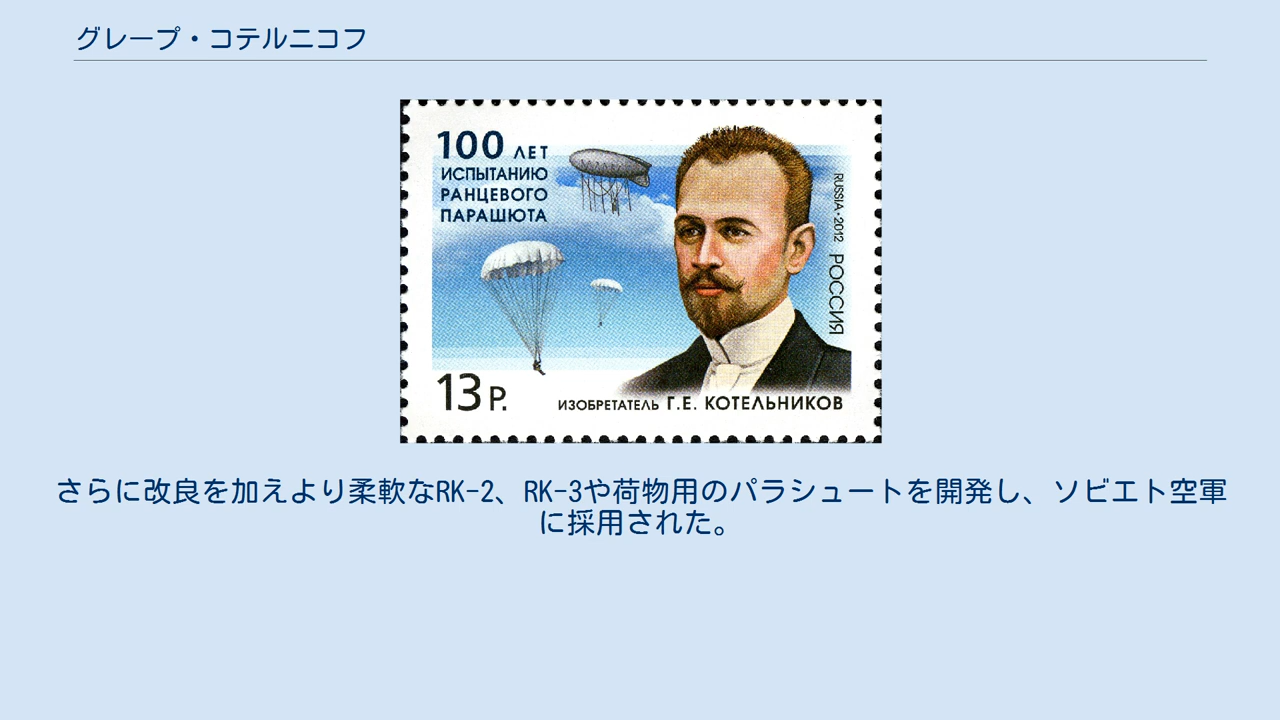 グレープ・コテルニコフ
100 ЛЕТ
ИСПЫТАНИЮ
РАНЦЕВОГО
ПАРАШЮТА
RUSSIA•2012 РОССИЯ
13 Р.
ИЗОБРЕТАТЕЛЬ Г.Е. КОТЕЛЬНИКОВ
さらに改良を加えより柔軟なRK-2、RK-3や荷物用のパラシュートを開発し、ソビエト空軍
に採用された。